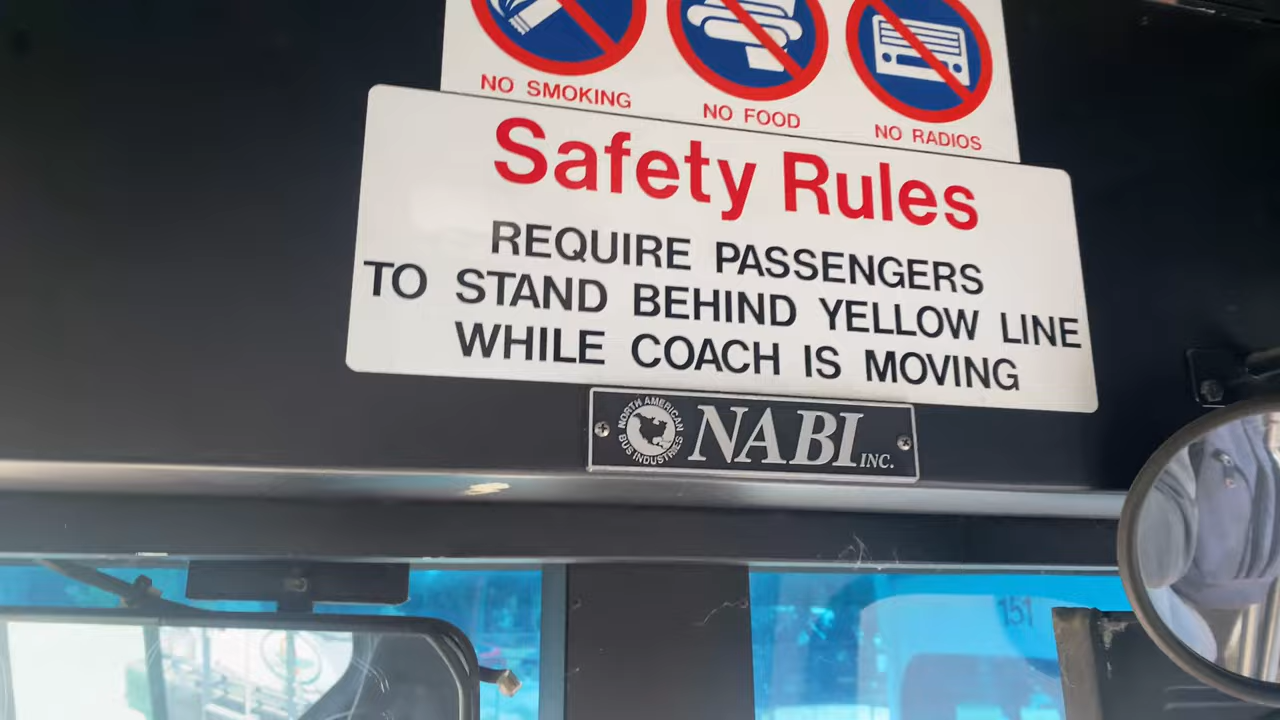 NO SMOKING
NO FOOD
NO RADIOS
Safety Rules
REQUIRE PASSENGERS
TO STAND BEHIND YELLOW LINE
WHILE COACH IS MOVING
NORTH AMERICAN
BUS INDUSTRIES
NABI INC.
151